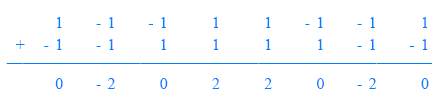 1 - 1 - 1 1 1 - 1 - 1 1
+ - 1 - 1 1 1 1 1 - 1 - 1
0 - 2 0 2 2 0 - 2 0